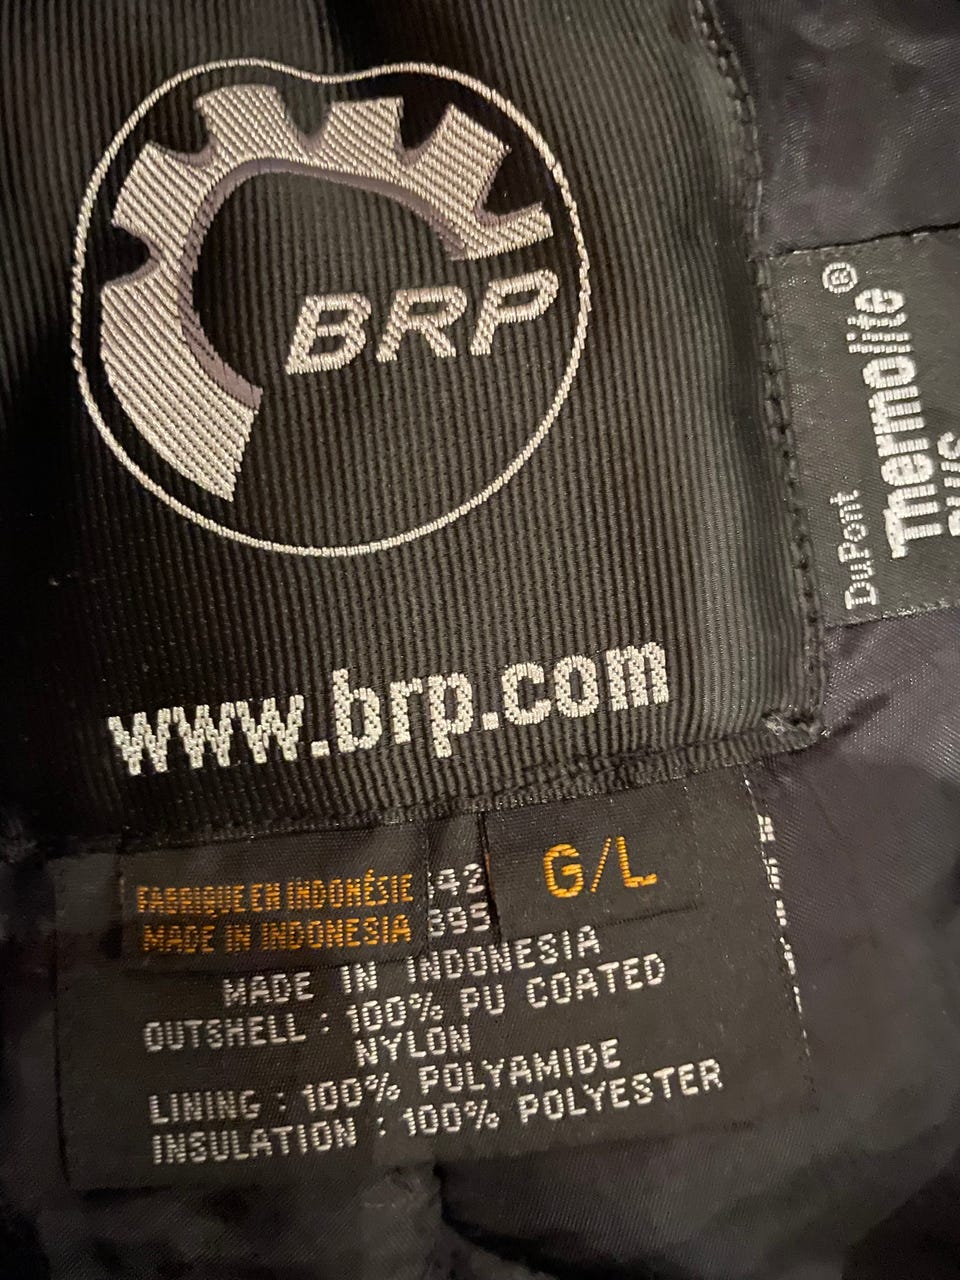 BRP
www.brp.com
DuPont
Thermolite®
FABRIQUE EN INDONÉSIE
MADE IN INDONESIA
G/L
MADE IN INDONESIA
OUTSHELL : 100% PU COATED
NYLON
LINING : 100% POLYAMIDE
INSULATION : 100% POLYESTER